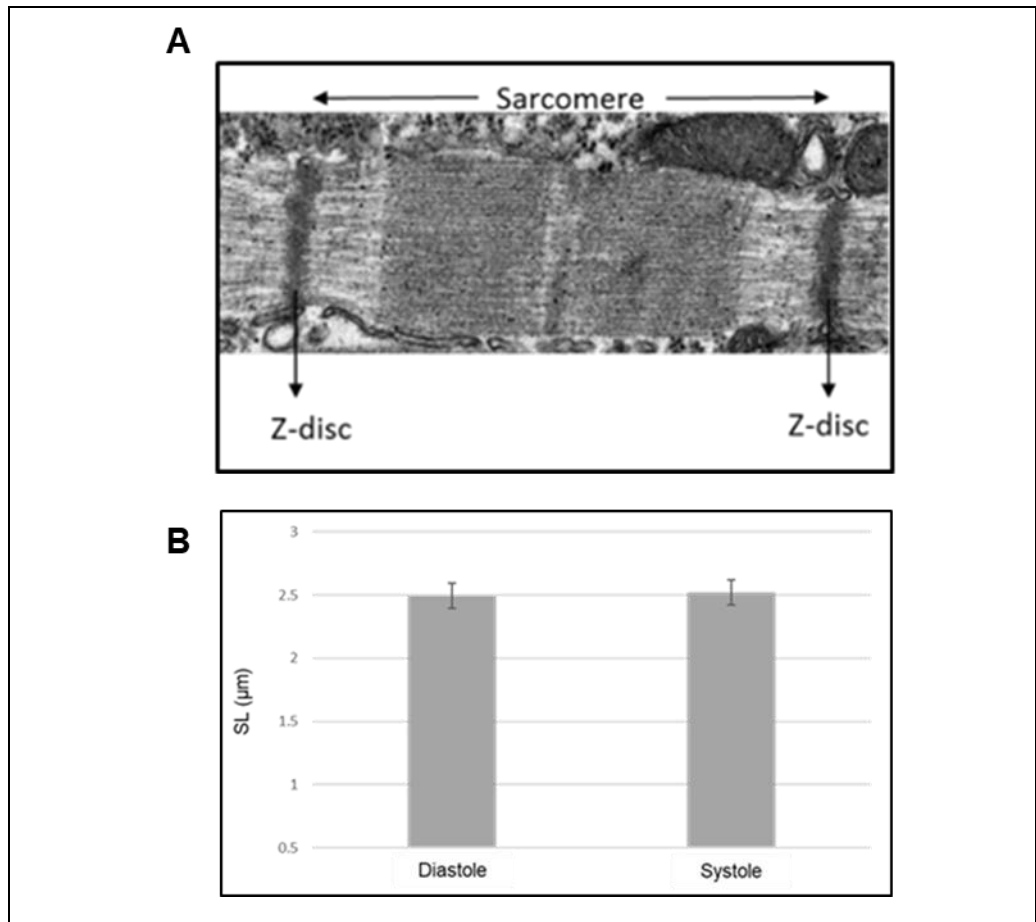 A
Sarcomere
Z-disc
Z-disc
B
3
2.5
2
1.5
1
0.5
SL (µm)
Diastole
Systole